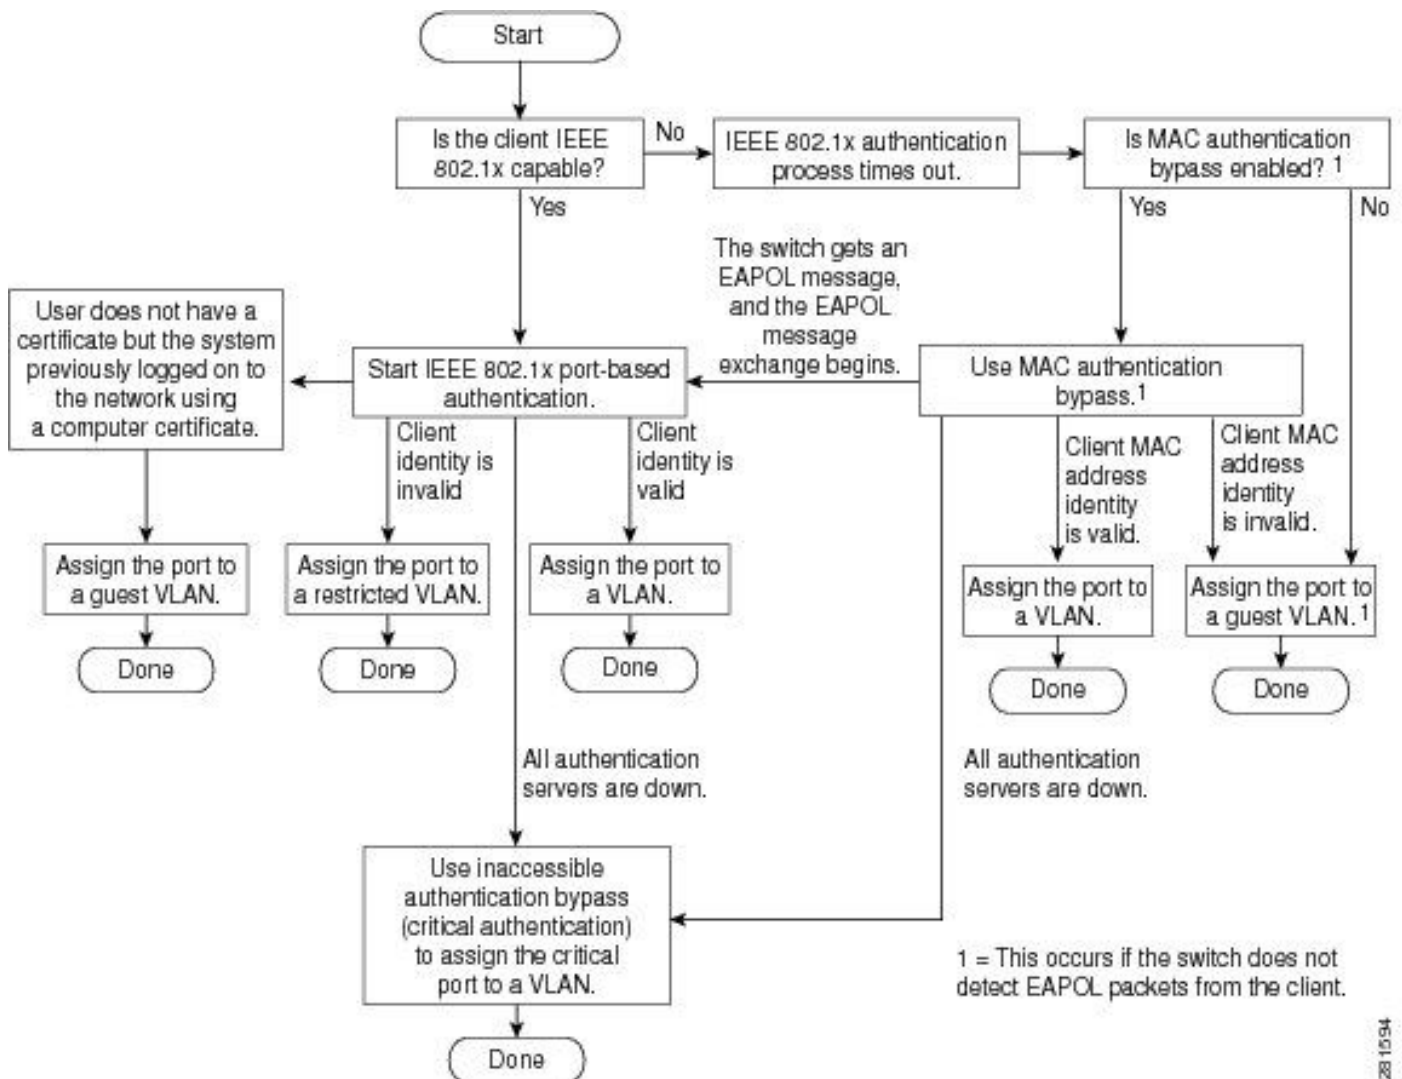 Start
Is the client IEEE
802.1x capable?
No
IEEE 802.1x authentication
process times out.
Is MAC authentication
bypass enabled? 1
Yes
Yes
No
The switch gets an
EAPOL message,
and the EAPOL
message
exchange begins.
User does not have a
certificate but the system
previously logged on to
the network using
a computer certificate.
Start IEEE 802.1x port-based
authentication.
Use MAC authentication
bypass.1
Client
identity is
invalid
Client
identity is
valid
Client MAC
address
identity
is valid.
Client MAC
address
identity
is invalid.
Assign the port to
a guest VLAN.
Assign the port to
a restricted VLAN.
Assign the port to
a VLAN.
Assign the port to
a VLAN.
Assign the port to
a guest VLAN.1
Done
Done
Done
Done
Done
All authentication
servers are down.
All authentication
servers are down.
Use inaccessible
authentication bypass
(critical authentication)
to assign the critical
port to a VLAN.
1 = This occurs if the switch does not
detect EAPOL packets from the client.
Done
281594